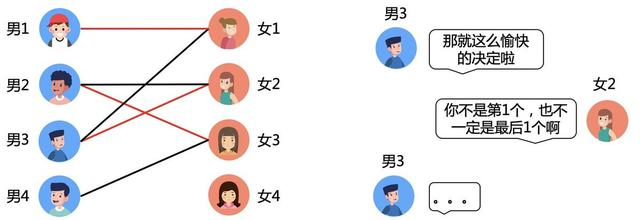 男1
女1
男2
女2
男3
女3
男4
女4
男3
那就这么愉快
的决定啦
女2
你不是第1个，也不
一定是最后1个啊
男3
。。。